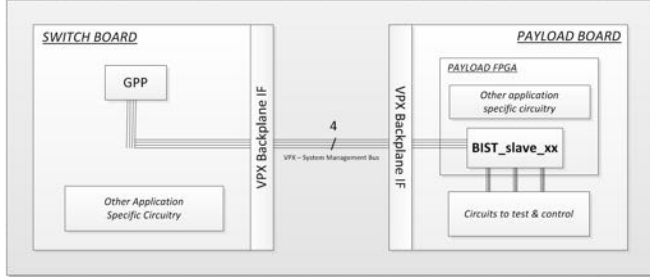 SWITCH BOARD
GPP
Other Application
Specific Circuitry
VPX Backplane IF
4
VPX – System Management Bus
VPX Backplane IF
PAYLOAD BOARD
PAYLOAD FPGA
Other application
specific circuitry
BIST_slave_xx
Circuits to test & control